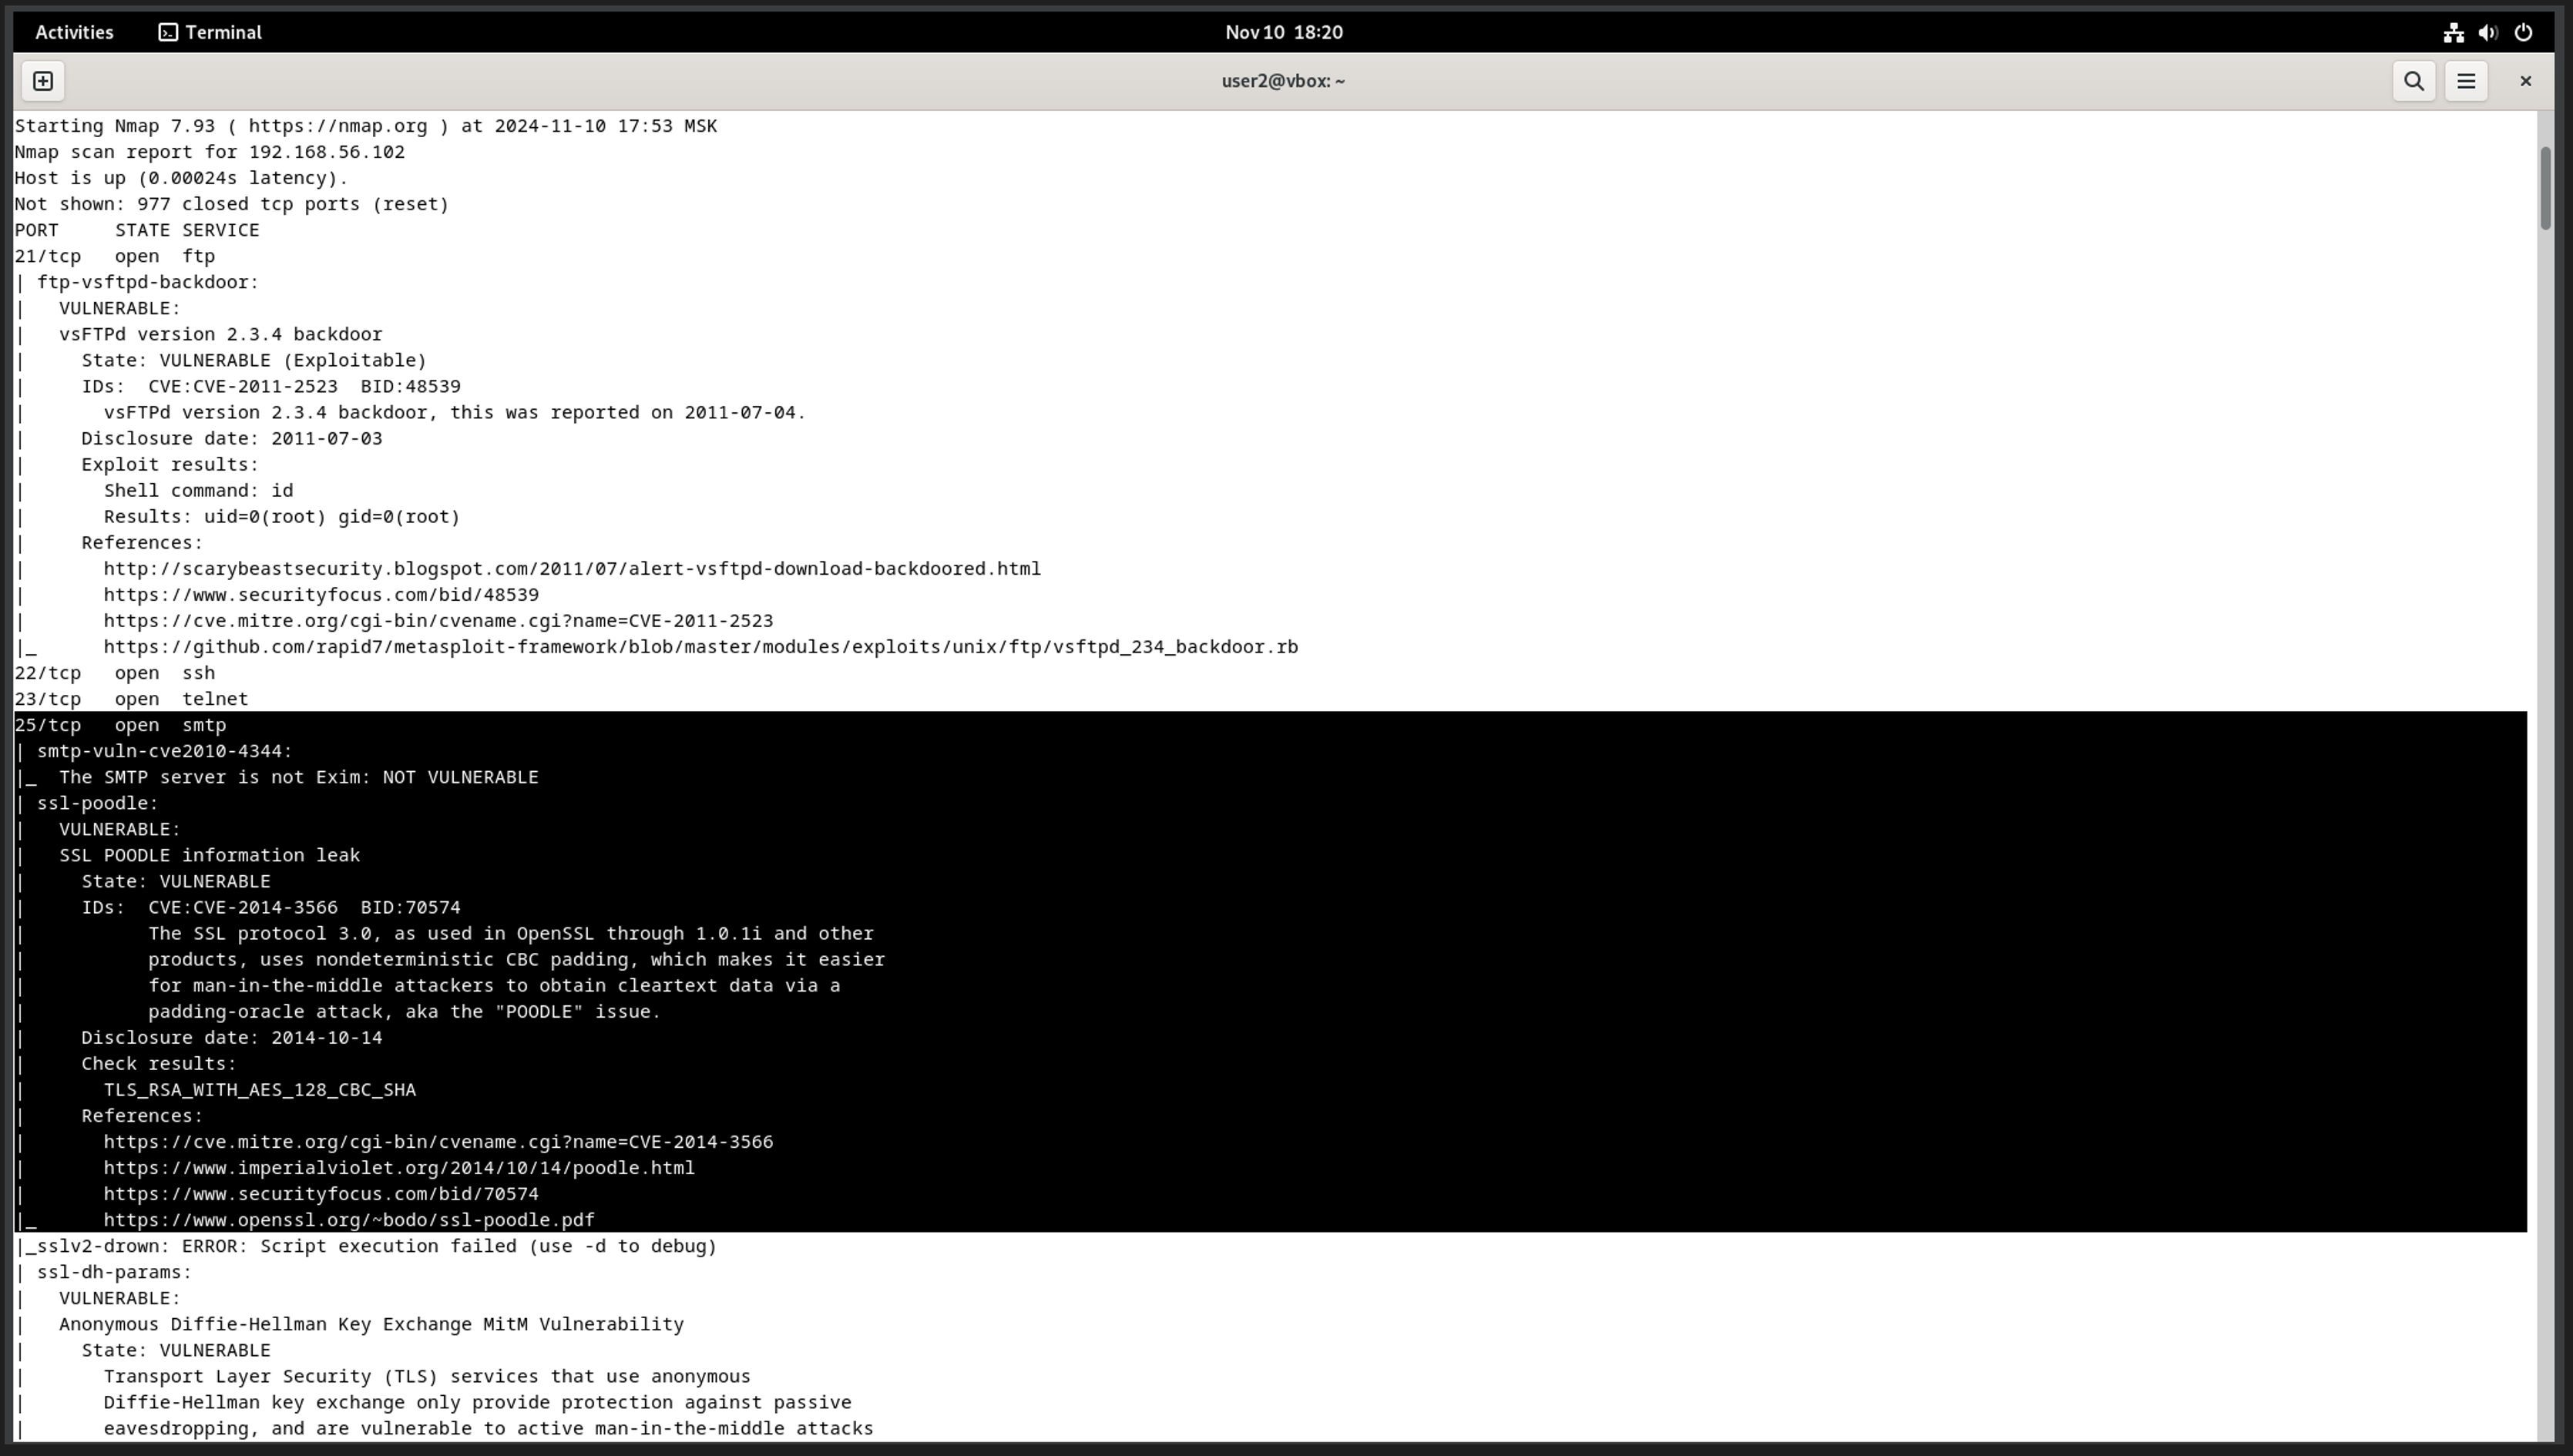 Activities Terminal Nov 10 18:20
user2@vbox: ~
Starting Nmap 7.93 ( https://nmap.org ) at 2024-11-10 17:53 MSK
Nmap scan report for 192.168.56.102
Host is up (0.00024s latency).
Not shown: 977 closed tcp ports (reset)
PORT     STATE SERVICE
21/tcp   open  ftp
| ftp-vsftpd-backdoor:
|   VULNERABLE:
|   vsFTPd version 2.3.4 backdoor
|     State: VULNERABLE (Exploitable)
|     IDs:  CVE:CVE-2011-2523  BID:48539
|       vsFTPd version 2.3.4 backdoor, this was reported on 2011-07-04.
|     Disclosure date: 2011-07-03
|     Exploit results:
|       Shell command: id
|       Results: uid=0(root) gid=0(root)
|     References:
|       http://scarybeastsecurity.blogspot.com/2011/07/alert-vsftpd-download-backdoored.html
|       https://www.securityfocus.com/bid/48539
|       https://cve.mitre.org/cgi-bin/cvename.cgi?name=CVE-2011-2523
|_      https://github.com/rapid7/metasploit-framework/blob/master/modules/exploits/unix/ftp/vsftpd_234_backdoor.rb
22/tcp   open  ssh
23/tcp   open  telnet
25/tcp   open  smtp
| smtp-vuln-cve2010-4344:
|_  The SMTP server is not Exim: NOT VULNERABLE
| ssl-poodle:
|   VULNERABLE:
|   SSL POODLE information leak
|     State: VULNERABLE
|     IDs:  CVE:CVE-2014-3566  BID:70574
|           The SSL protocol 3.0, as used in OpenSSL through 1.0.1i and other
|           products, uses nondeterministic CBC padding, which makes it easier
|           for man-in-the-middle attackers to obtain cleartext data via a
|           padding-oracle attack, aka the "POODLE" issue.
|     Disclosure date: 2014-10-14
|     Check results:
|       TLS_RSA_WITH_AES_128_CBC_SHA
|     References:
|       https://cve.mitre.org/cgi-bin/cvename.cgi?name=CVE-2014-3566
|       https://www.imperialviolet.org/2014/10/14/poodle.html
|       https://www.securityfocus.com/bid/70574
|_      https://www.openssl.org/~bodo/ssl-poodle.pdf
|_sslv2-drown: ERROR: Script execution failed (use -d to debug)
| ssl-dh-params:
|   VULNERABLE:
|   Anonymous Diffie-Hellman Key Exchange MitM Vulnerability
|     State: VULNERABLE
|       Transport Layer Security (TLS) services that use anonymous
|       Diffie-Hellman key exchange only provide protection against passive
|       eavesdropping, and are vulnerable to active man-in-the-middle attacks